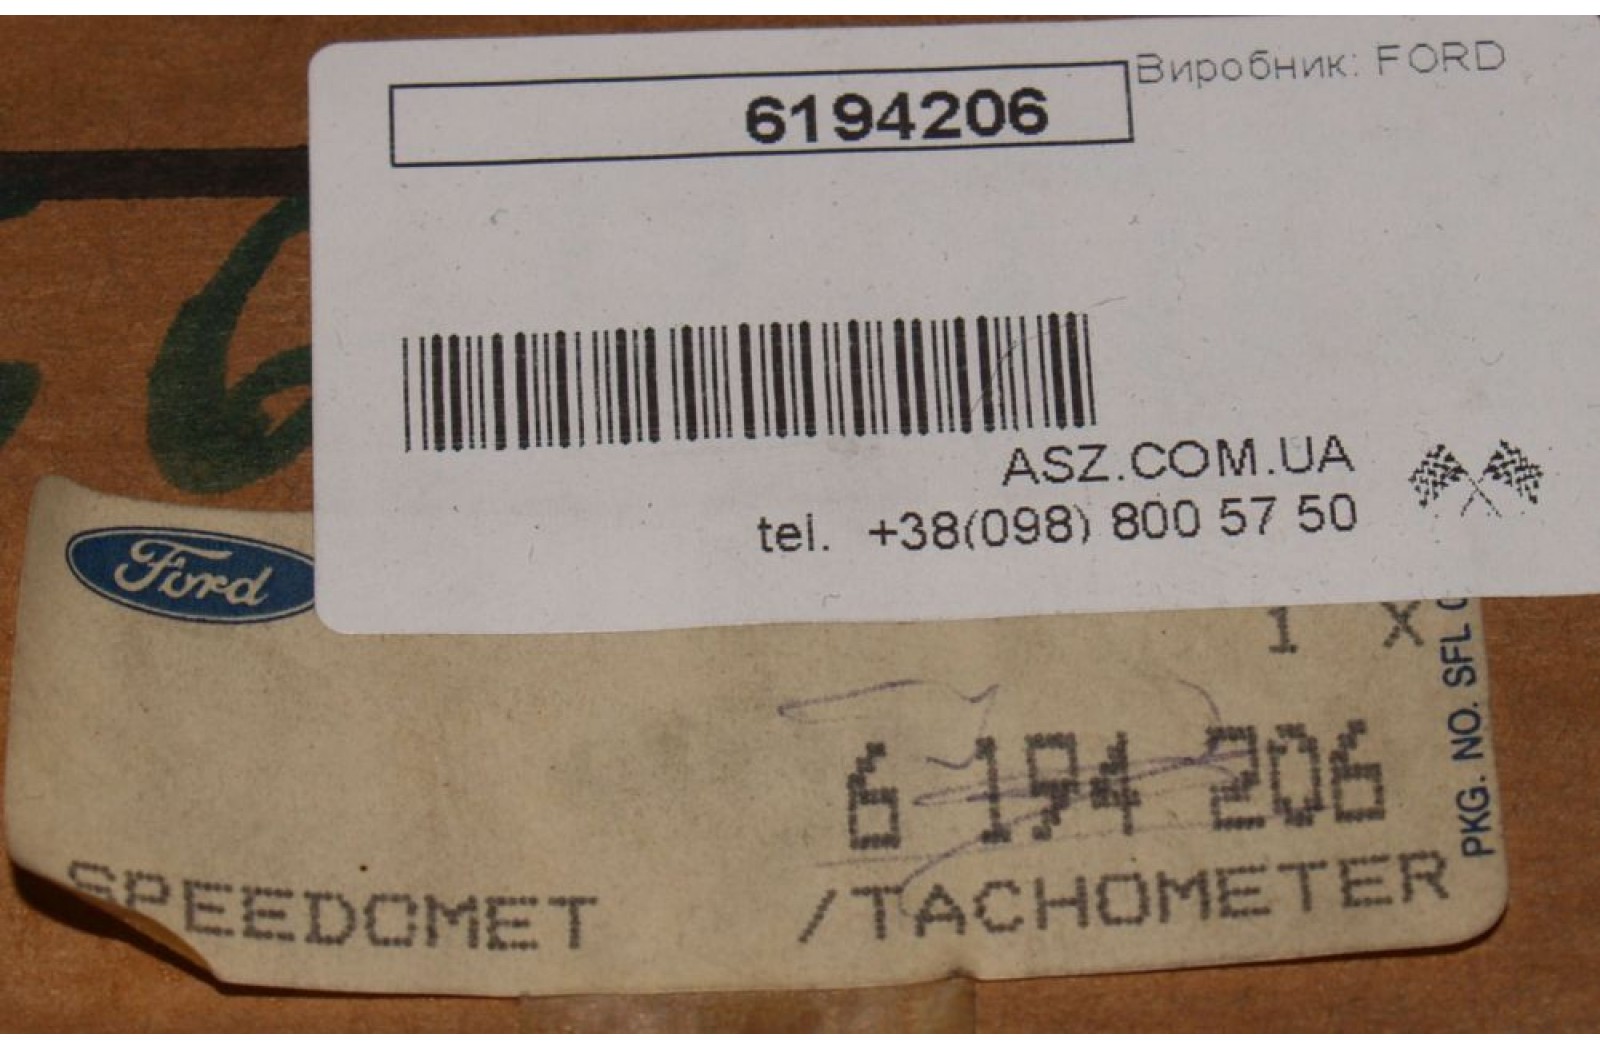 Виробник: FORD
6194206
ASZ.COM.UA
tel. +38(098) 800 57 50
Ford
1 X
6 194 206
SPEEDOMET /TACHOMETER
PKG. NO. SFL